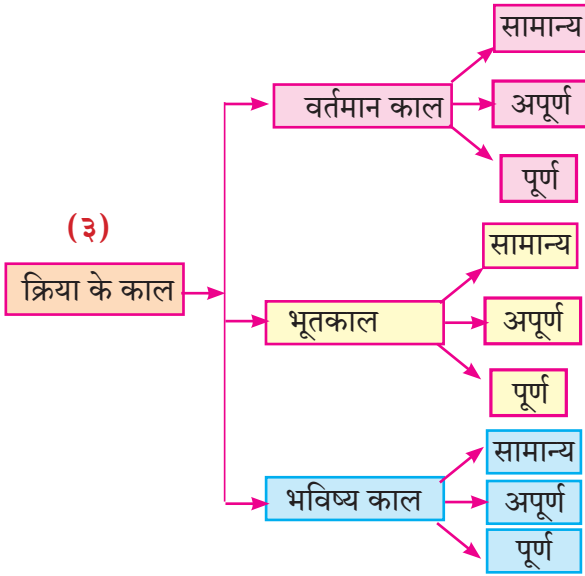 (३)
क्रिया के काल
वर्तमान काल
सामान्य
अपूर्ण
पूर्ण
भूतकाल
सामान्य
अपूर्ण
पूर्ण
भविष्य काल
सामान्य
अपूर्ण
पूर्ण